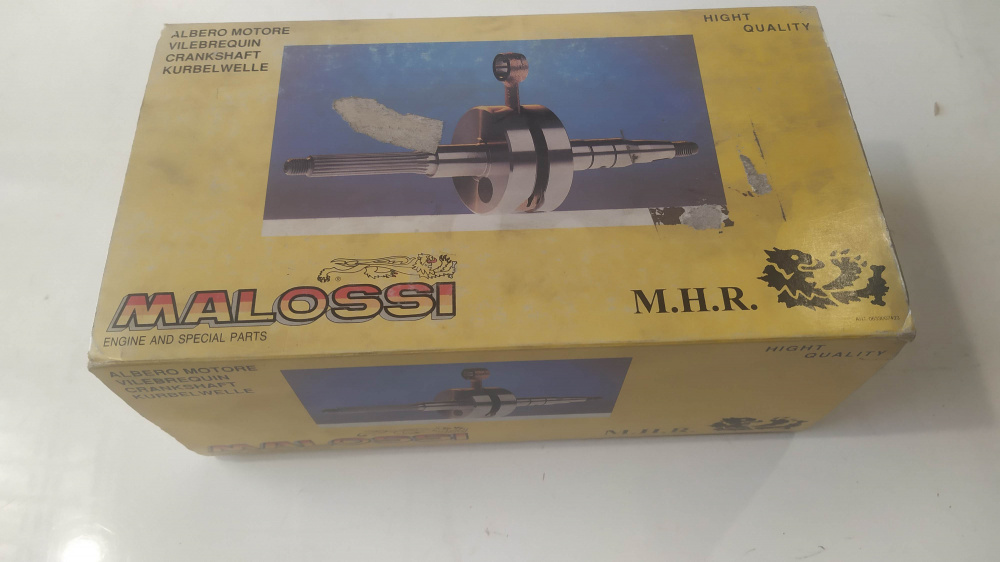 ALBERO MOTORE
VILEBREQUIN
CRANKSHAFT
KURBELWELLE
HIGHT
QUALITY
MALOSSI
®
ENGINE AND SPECIAL PARTS
M.H.R.
ALBERO MOTORE
VILEBREQUIN
CRANKSHAFT
KURBELWELLE
HIGHT
QUALITY
MALOSSI
M.H.R.